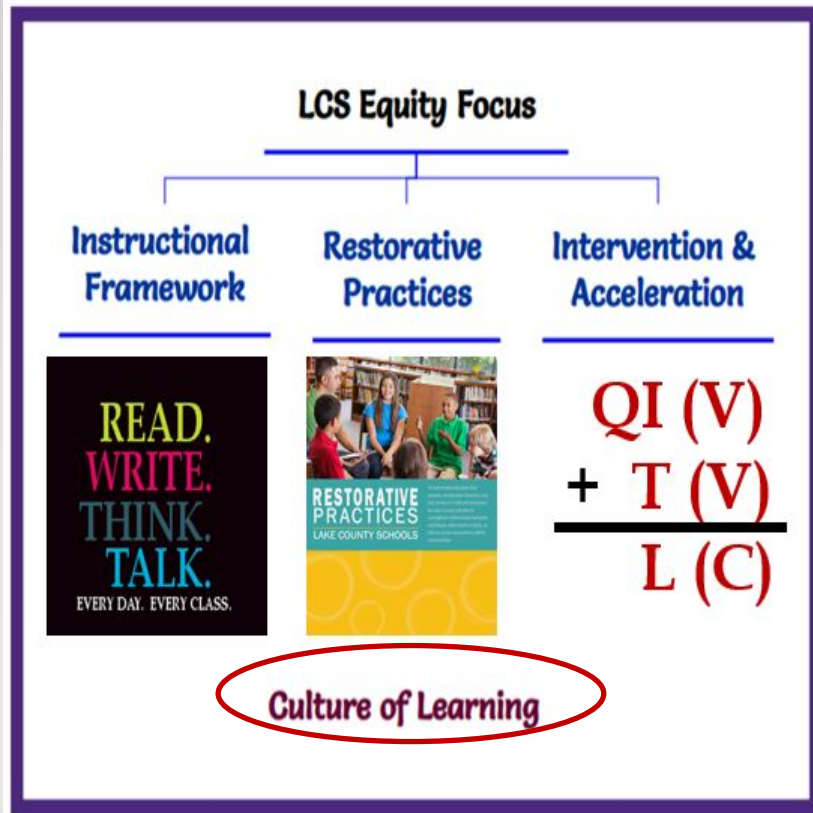 LCS Equity Focus
Instructional
Framework
Restorative
Practices
Intervention &
Acceleration
READ.
WRITE.
THINK.
TALK.
EVERY DAY. EVERY CLASS.
RESTORATIVE
PRACTICES
LAKE COUNTY SCHOOLS
QI (V)
+ T (V)
L (C)
Culture of Learning